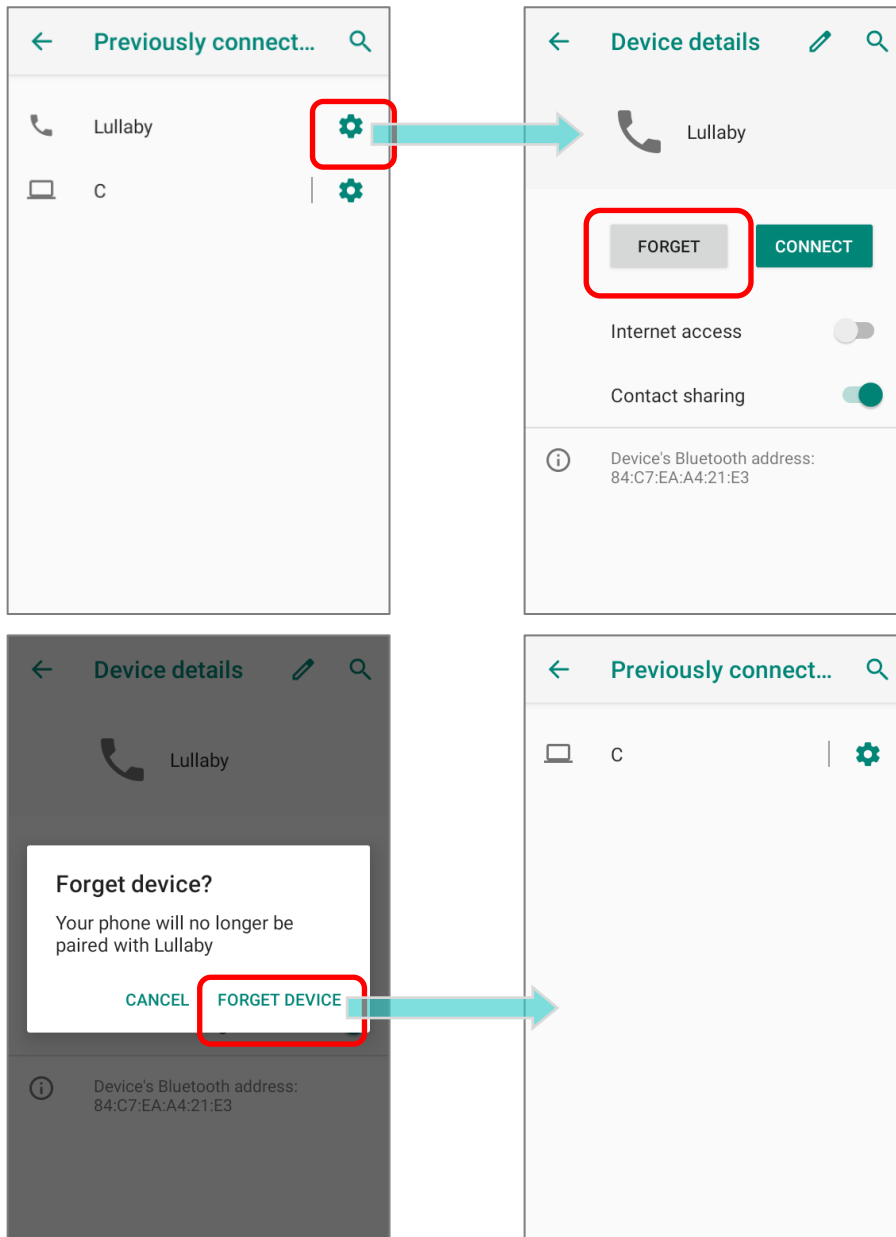 Previously connect...
Lullaby
C
Device details
Lullaby
FORGET
CONNECT
Internet access
Contact sharing
Device's Bluetooth address:
84:C7:EA:A4:21:E3
Device details
Lullaby
Forget device?
Your phone will no longer be
paired with Lullaby
CANCEL
FORGET DEVICE
Device's Bluetooth address:
84:C7:EA:A4:21:E3
Previously connect...
C